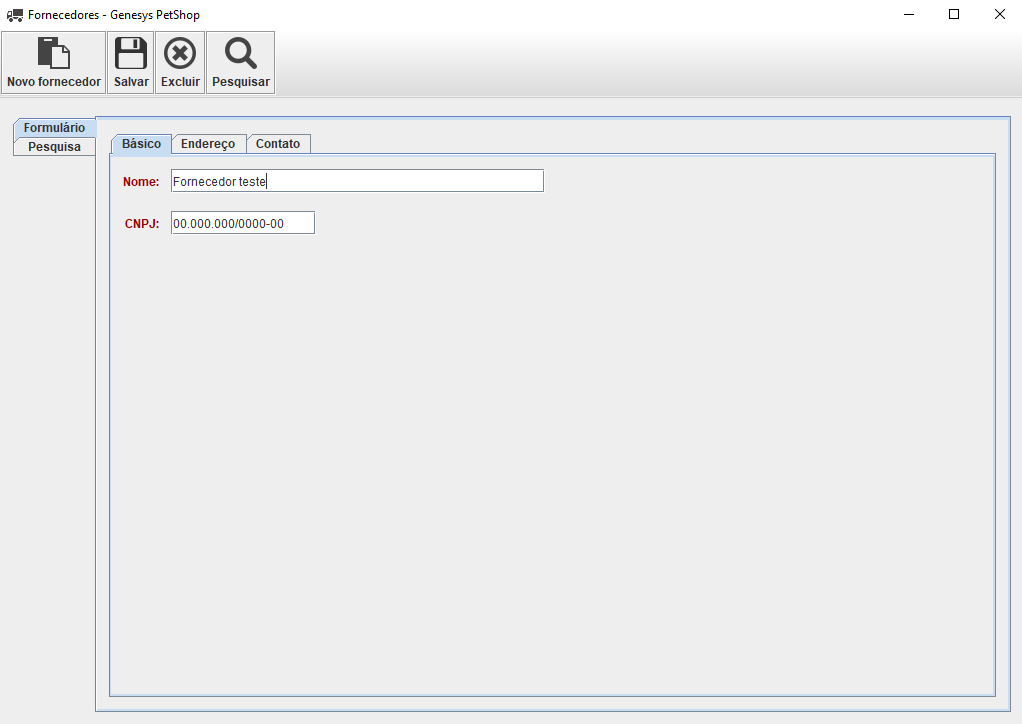 Fornecedores - Genesys PetShop
Novo fornecedor Salvar Excluir Pesquisar
Formulário
Pesquisa
Básico Endereço Contato
Nome: Fornecedor teste
CNPJ: 00.000.000/0000-00